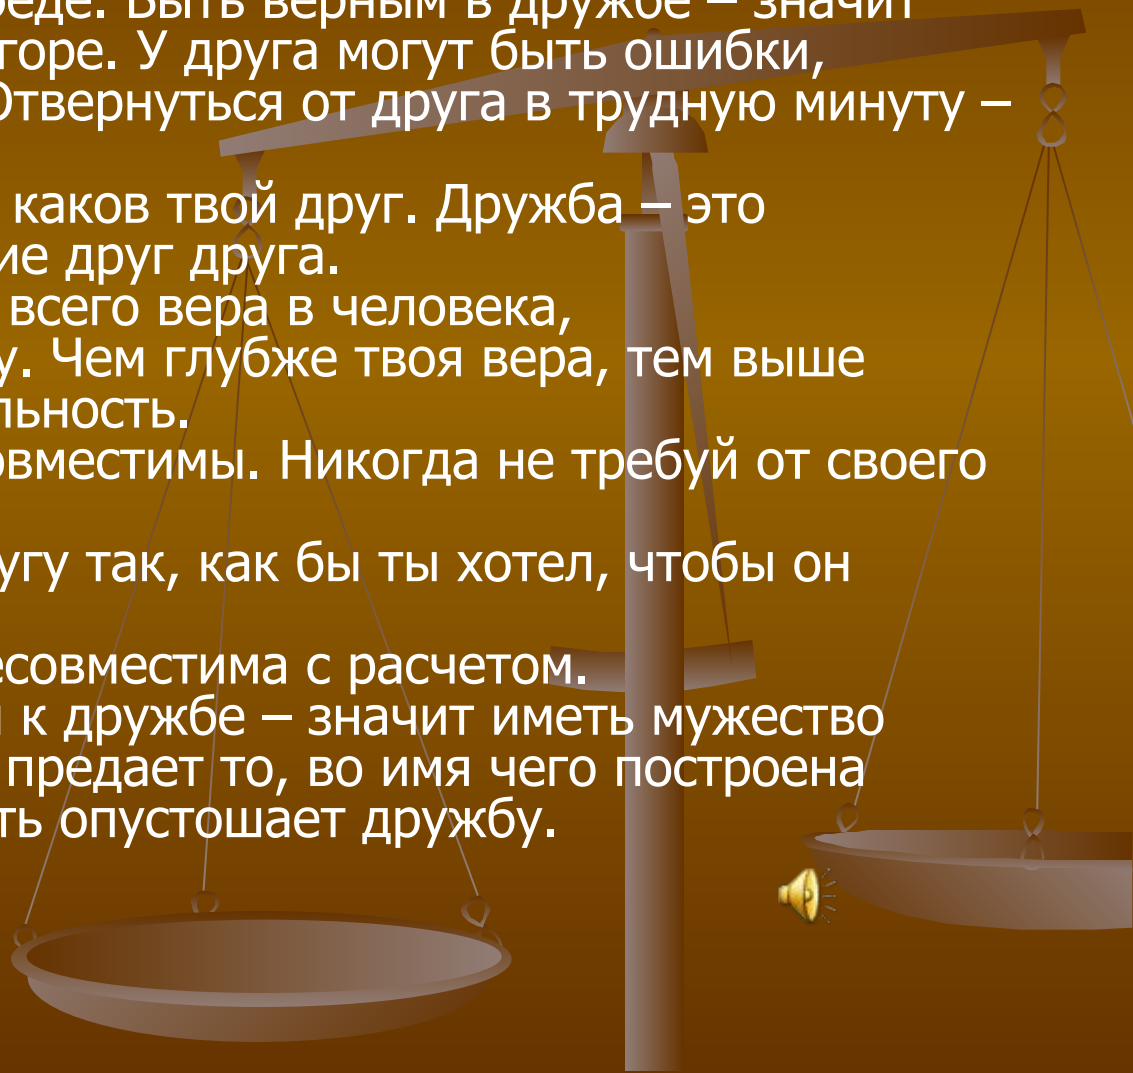 еде. Быть верным в дружбе – значит
горе. У друга могут быть ошибки,
Отвернуться от друга в трудную минуту –
каков твой друг. Дружба – это
ие друг друга.
всего вера в человека,
у. Чем глубже твоя вера, тем выше
льность.
овместимы. Никогда не требуй от своего
угу так, как бы ты хотел, чтобы он
есовместима с расчетом.
к дружбе – значит иметь мужество
предает то, во имя чего построена
ть опустошает дружбу.